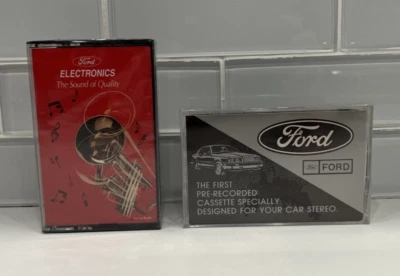 Ford
ELECTRONICS
The Sound of Quality
Ford
Ford FORD
THE FIRST
PRE-RECORDED
CASSETTE SPECIALLY
DESIGNED FOR YOUR CAR STEREO.